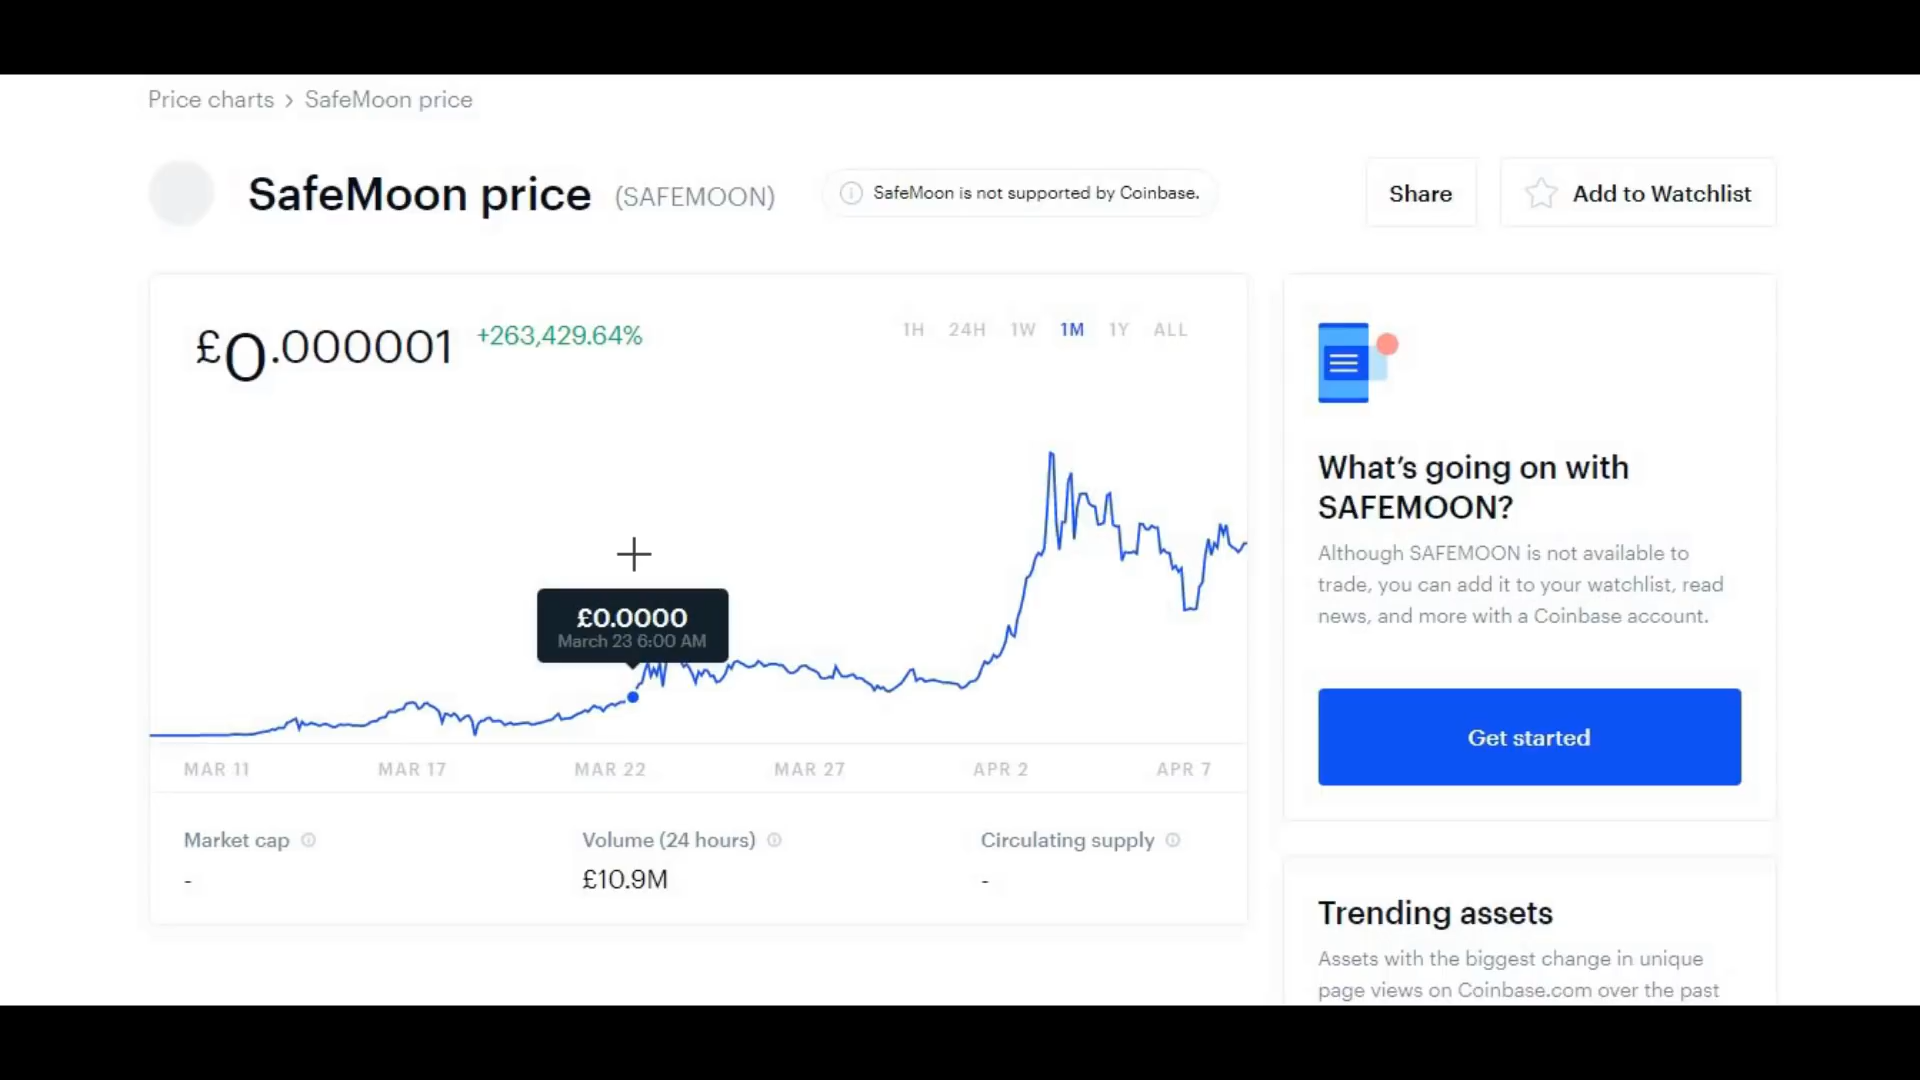 Price charts › SafeMoon price
SafeMoon price (SAFEMOON)
SafeMoon is not supported by Coinbase.
Share
Add to Watchlist
£0.000001 +263,429.64%
1H 24H 1W 1M 1Y ALL
£0.0000
March 23 6:00 AM
MAR 11 MAR 17 MAR 22 MAR 27 APR 2 APR 7
Market cap
-
Volume (24 hours)
£10.9M
Circulating supply
-
What's going on with
SAFEMOON?
Although SAFEMOON is not available to
trade, you can add it to your watchlist, read
news, and more with a Coinbase account.
Get started
Trending assets
Assets with the biggest change in unique
page views on Coinbase.com over the past